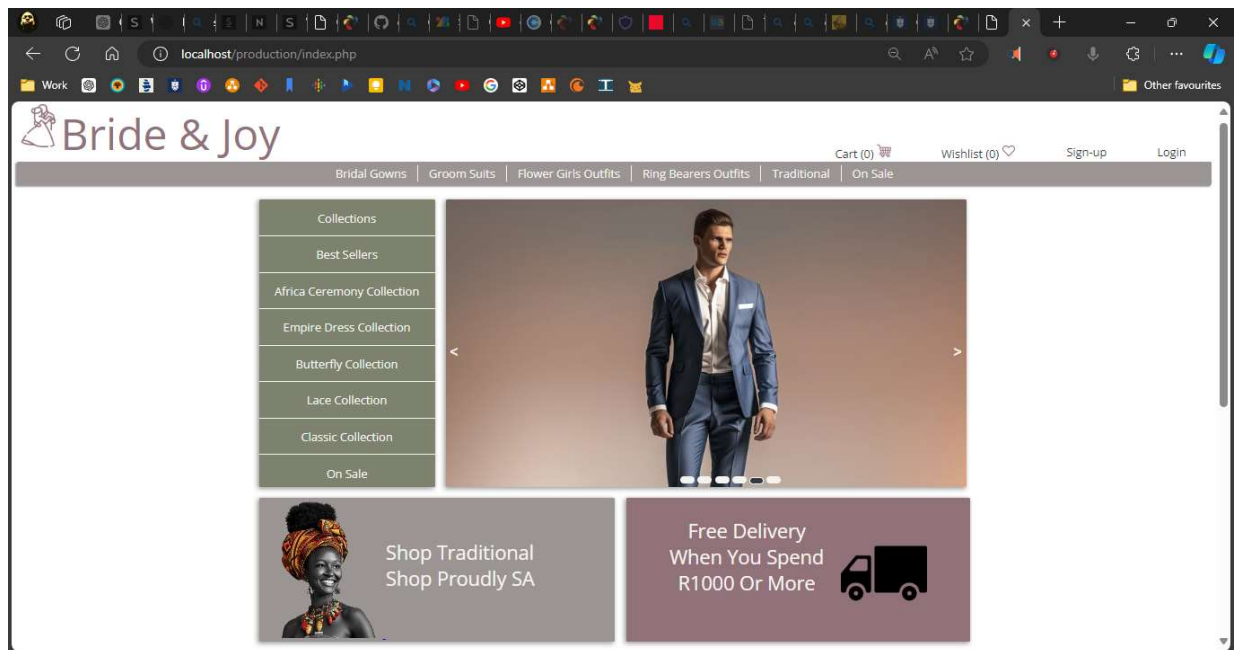 localhost/production/index.php
Work
Other favourites
Bride & Joy
Cart (0) Wishlist (0) Sign-up Login
Bridal Gowns | Groom Suits | Flower Girls Outfits | Ring Bearers Outfits | Traditional | On Sale
Collections
Best Sellers
Africa Ceremony Collection
Empire Dress Collection
Butterfly Collection
Lace Collection
Classic Collection
On Sale
< >
Shop Traditional
Shop Proudly SA
Free Delivery
When You Spend
R1000 Or More